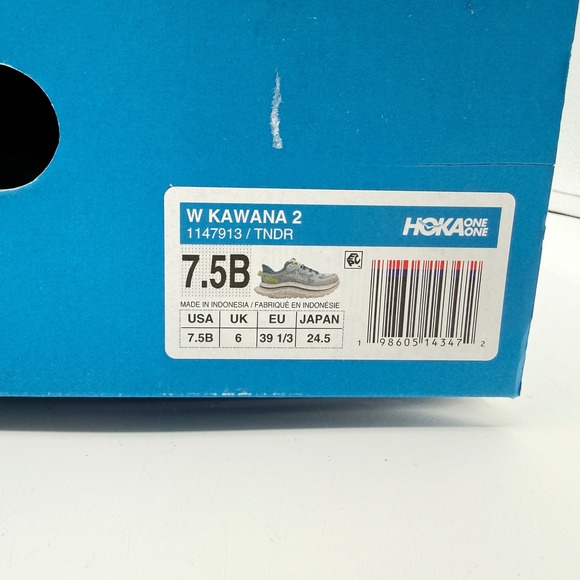 W KAWANA 2
1147913 / TNDR
HOKA ONE ONE
7.5B
MADE IN INDONESIA / FABRIQUÉ EN INDONÉSIE
USA UK EU JAPAN
7.5B 6 39 1/3 24.5
1 98605 14347 2